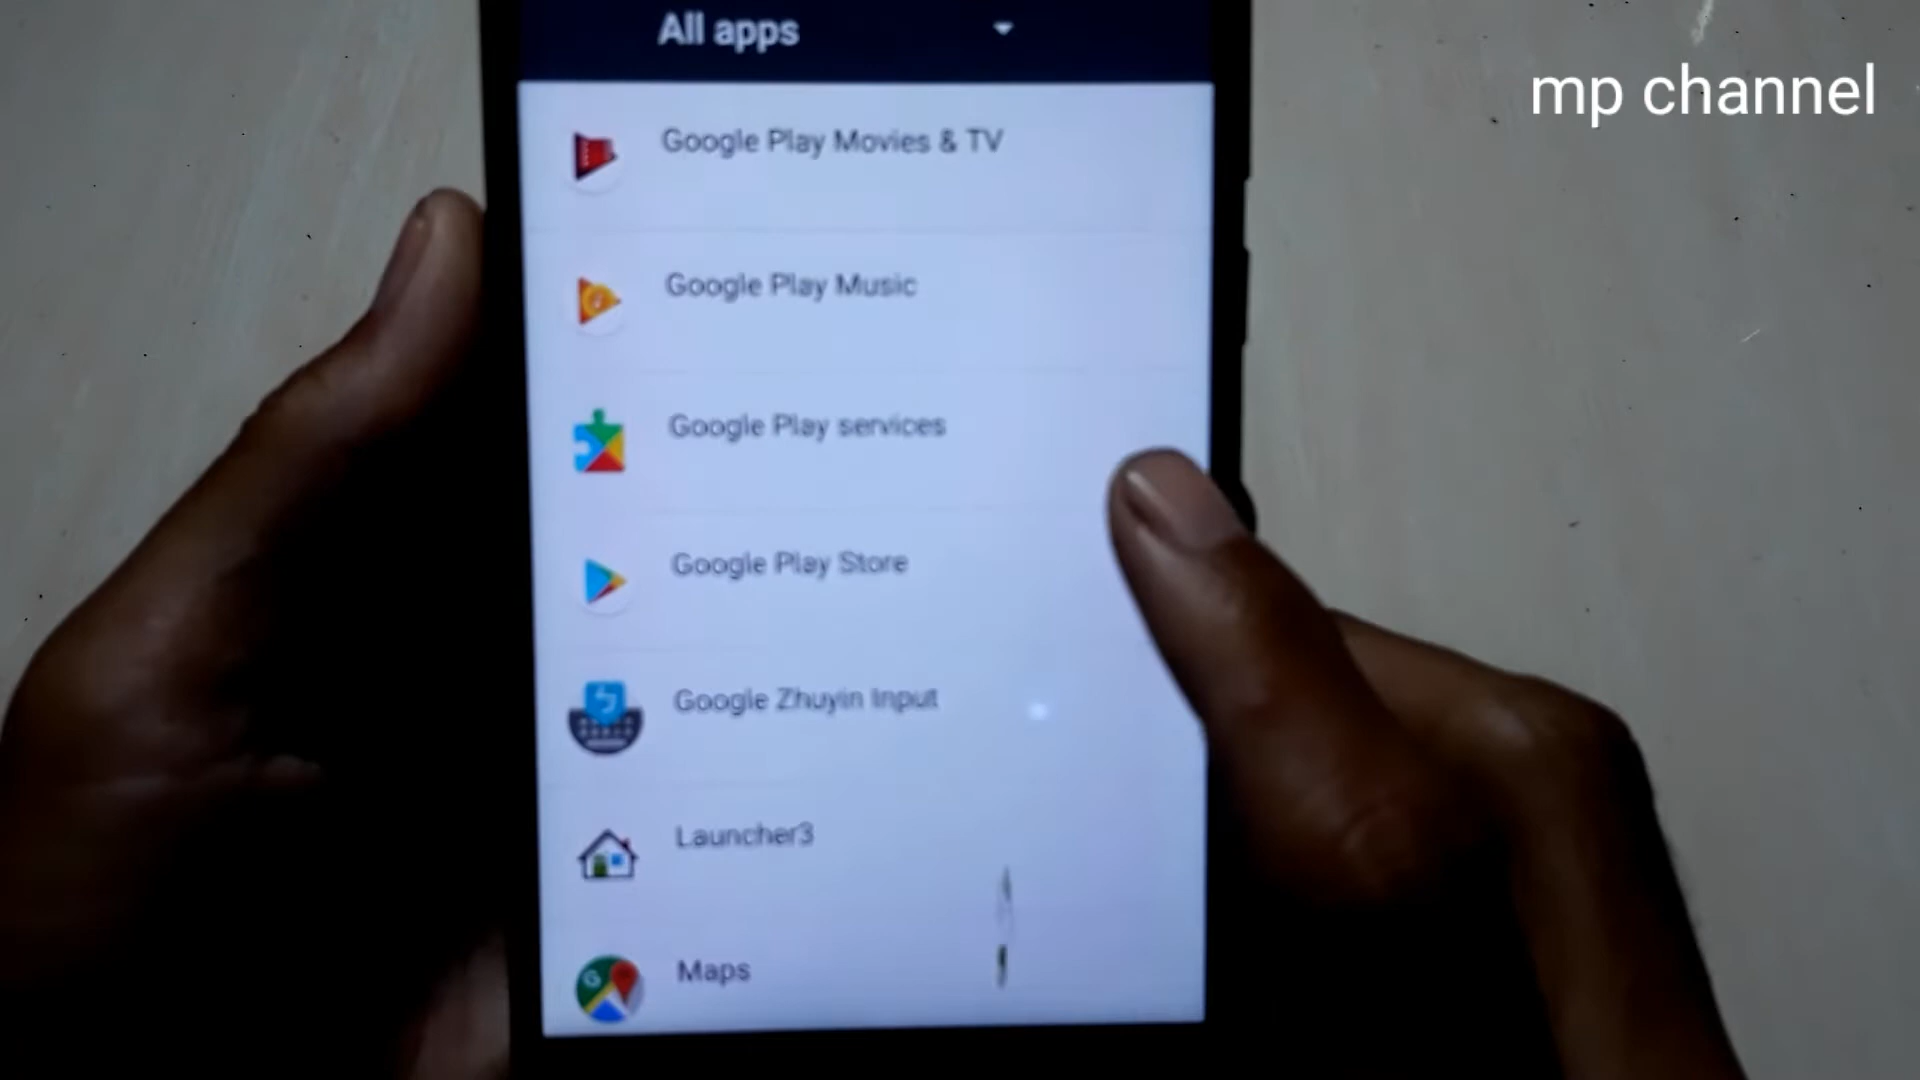 All apps
mp channel
Google Play Movies & TV
Google Play Music
Google Play services
Google Play Store
Google Zhuyin Input
Launcher3
Maps